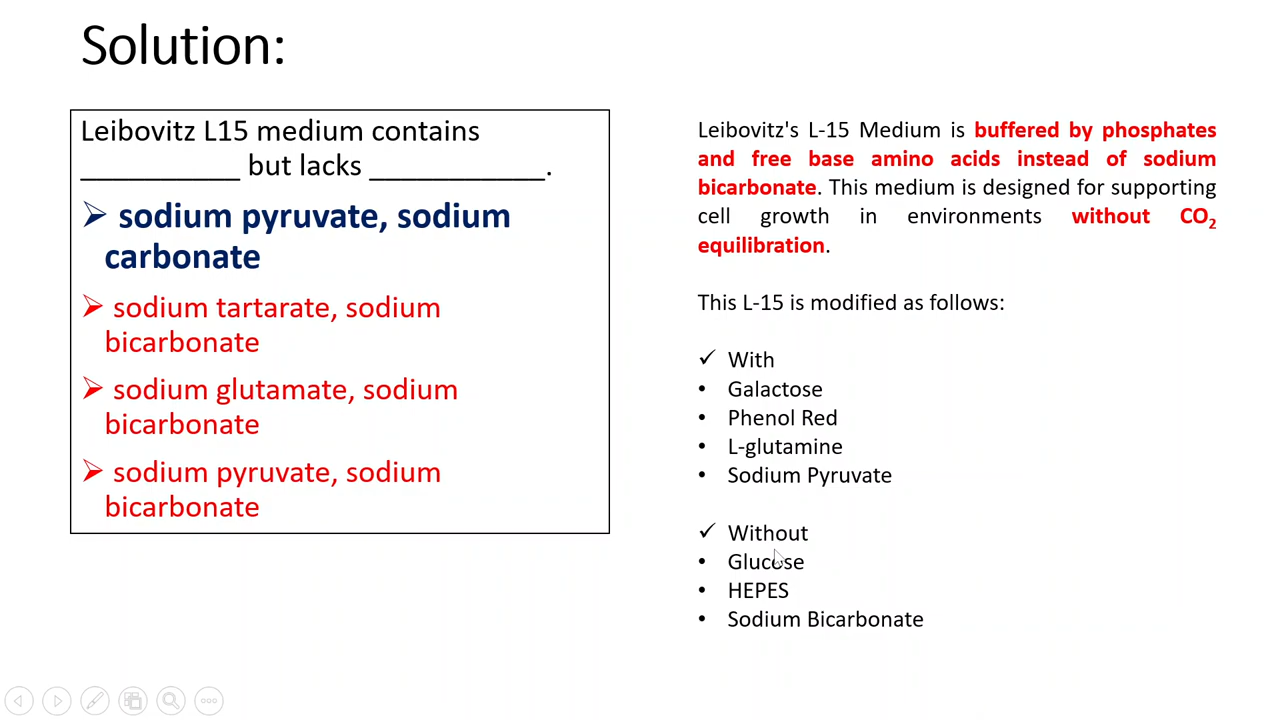 Solution:
Leibovitz L15 medium contains
___________ but lacks ____________.
➢ sodium pyruvate, sodium
carbonate
➢ sodium tartarate, sodium
bicarbonate
➢ sodium glutamate, sodium
bicarbonate
➢ sodium pyruvate, sodium
bicarbonate
Leibovitz's L-15 Medium is buffered by phosphates
and free base amino acids instead of sodium
bicarbonate. This medium is designed for supporting
cell growth in environments without CO₂
equilibration.
This L-15 is modified as follows:
✓ With
• Galactose
• Phenol Red
• L-glutamine
• Sodium Pyruvate
✓ Without
• Glucose
• HEPES
• Sodium Bicarbonate